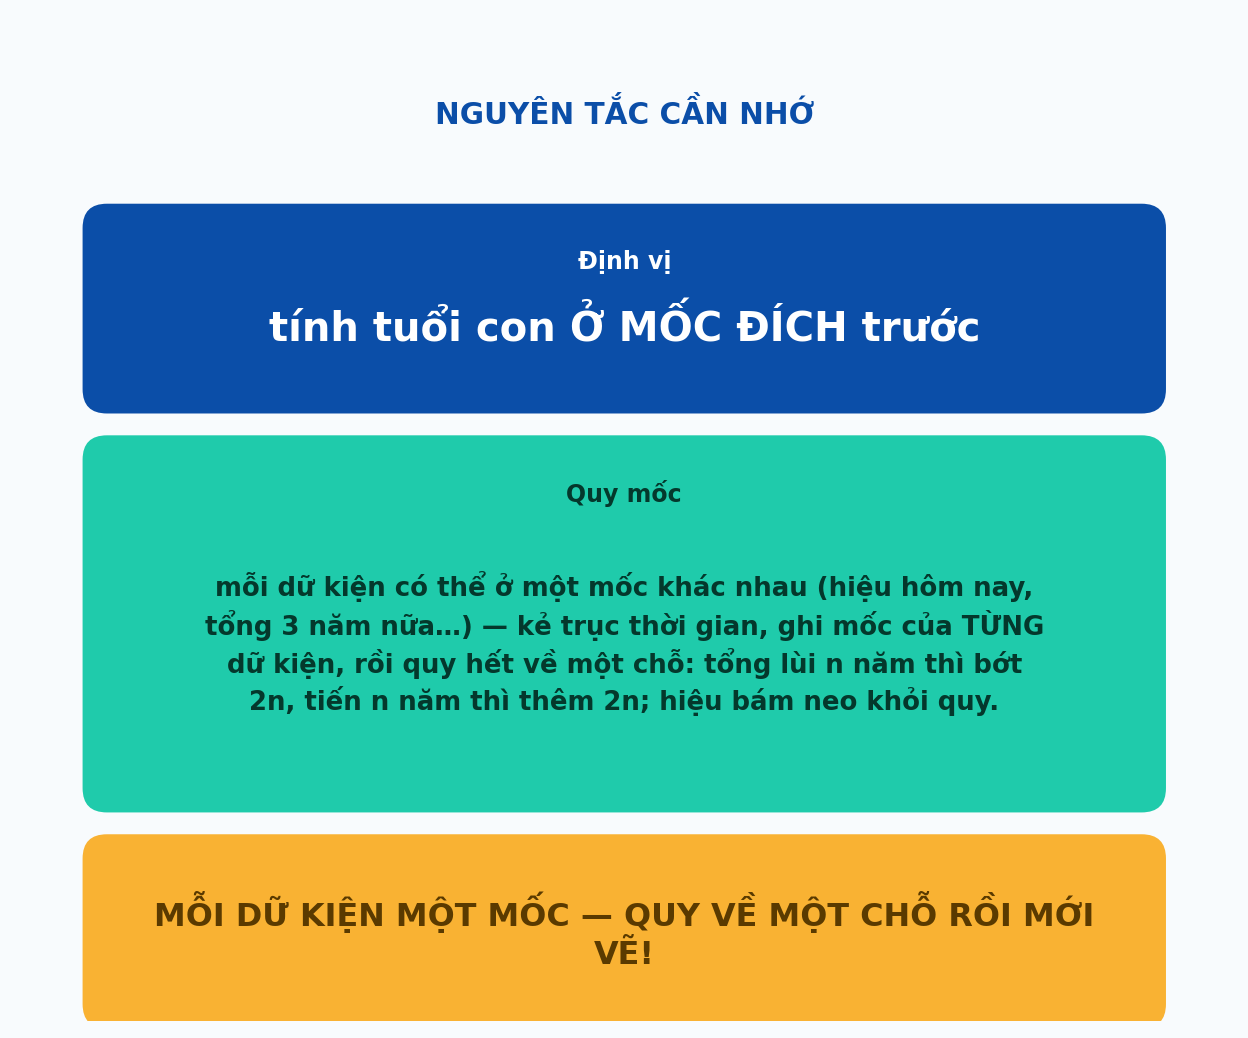 NGUYÊN TẮC CẦN NHỚ
Định vị
tính tuổi con Ở MỐC ĐÍCH trước
Quy mốc
mỗi dữ kiện có thể ở một mốc khác nhau (hiệu hôm nay,
tổng 3 năm nữa…) — kẻ trục thời gian, ghi mốc của TỪNG
dữ kiện, rồi quy hết về một chỗ: tổng lùi n năm thì bớt
2n, tiến n năm thì thêm 2n; hiệu bám neo khỏi quy.
MỖI DỮ KIỆN MỘT MỐC — QUY VỀ MỘT CHỖ RỒI MỚI
VẼ!